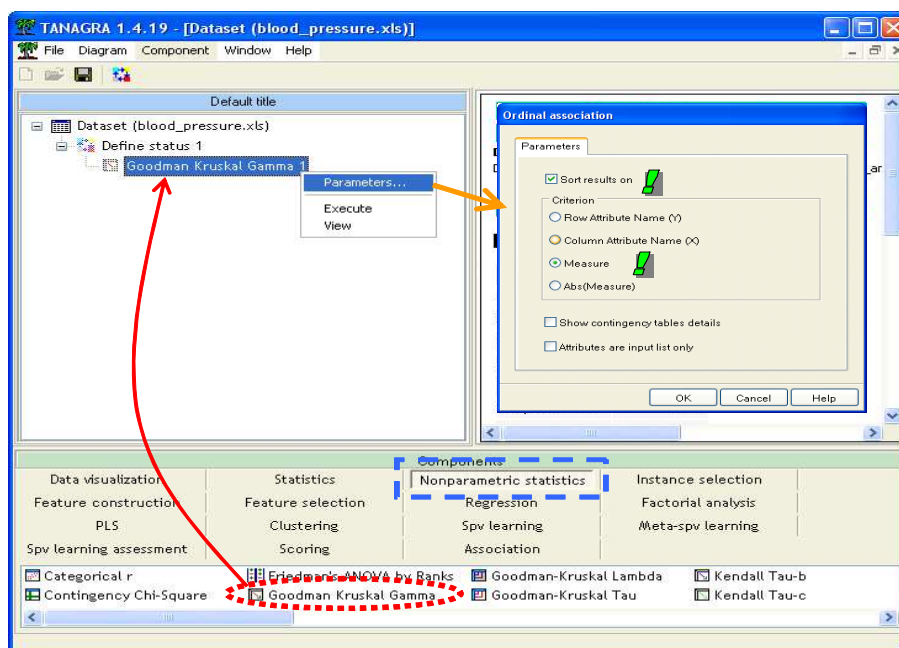 TANAGRA 1.4.19 - [Dataset (blood_pressure.xls)]
File Diagram Component Window Help
Default title
Dataset (blood_pressure.xls)
Define status 1
Goodman Kruskal Gamma 1
Parameters...
Execute
View
Ordinal association
Parameters
Sort results on
Criterion
Row Attribute Name (Y)
Column Attribute Name (X)
Measure
Abs(Measure)
Show contingency tables details
Attributes are input list only
OK Cancel Help
Components
Data visualization Statistics Nonparametric statistics Instance selection
Feature construction Feature selection Regression Factorial analysis
PLS Clustering Spv learning Meta-spv learning
Spv learning assessment Scoring Association
Categorical r Friedman's ANOVA by Ranks Goodman-Kruskal Lambda Kendall Tau-b
Contingency Chi-Square Goodman Kruskal Gamma Goodman-Kruskal Tau Kendall Tau-c